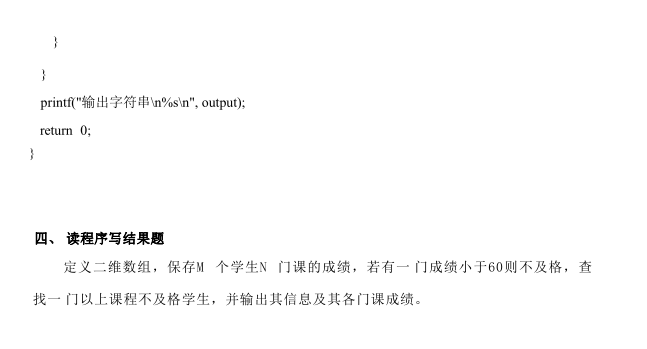 }
}
printf("输出字符串\n%s\n", output);
return 0;
}
四、 读程序写结果题
定义二维数组，保存M 个学生N 门课的成绩，若有一 门成绩小于60则不及格，查
找一 门以上课程不及格学生，并输出其信息及其各门课成绩。